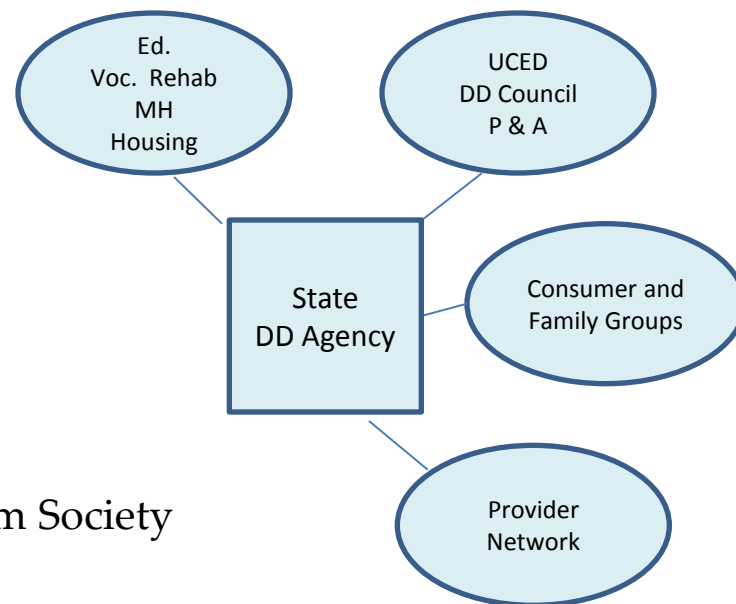 Ed.
Voc. Rehab
MH
Housing
UCED
DD Council
P & A
State
DD Agency
Consumer and
Family Groups
Society
Provider
Network